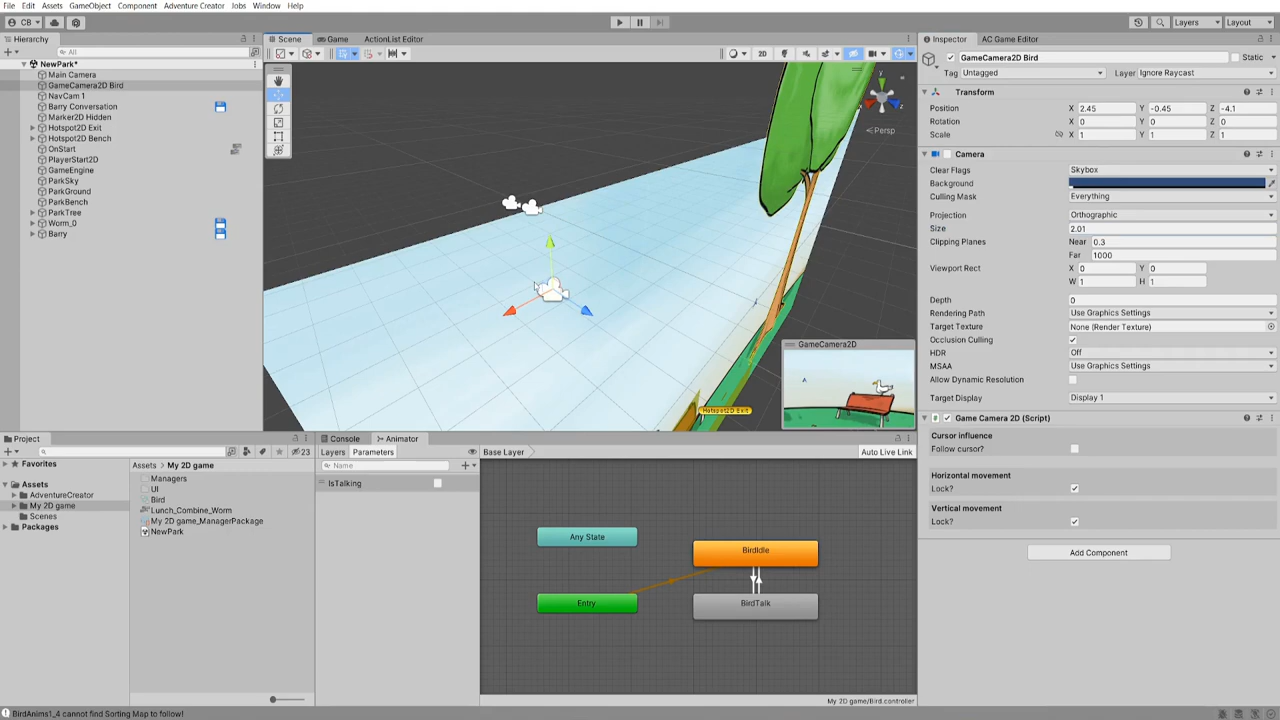 File Edit Assets GameObject Component Adventure Creator Jobs Window Help
CB Layers Layout
Hierarchy
All
NewPark*
Main Camera
GameCamera2D Bird
NavCam 1
Barry Conversation
Marker2D Hidden
Hotspot2D Exit
Hotspot2D Bench
OnStart
PlayerStart2D
GameEngine
ParkSky
ParkGround
ParkBench
ParkTree
Worm_0
Barry
Scene Game ActionList Editor
2D
y
Persp
Hotspot2D Exit
GameCamera2D
Inspector AC Game Editor
GameCamera2D Bird Static
Tag Untagged Layer Ignore Raycast
Transform
Position X 2.45 Y -0.45 Z -4.1
Rotation X 0 Y 0 Z 0
Scale X 1 Y 1 Z 1
Camera
Clear Flags Skybox
Background
Culling Mask Everything
Projection Orthographic
Size 2.01
Clipping Planes Near 0.3
Far 1000
Viewport Rect X 0 Y 0
W 1 H 1
Depth 0
Rendering Path Use Graphics Settings
Target Texture None (Render Texture)
Occlusion Culling
HDR Off
MSAA Use Graphics Settings
Allow Dynamic Resolution
Target Display Display 1
Game Camera 2D (Script)
Cursor influence
Follow cursor?
Horizontal movement
Lock?
Vertical movement
Lock?
Add Component
Project
23
Favorites
Assets
AdventureCreator
My 2D game
Scenes
Packages
Assets My 2D game
Managers
UI
Bird
Lunch_Combine_Worm
My 2D game_ManagerPackage
NewPark
Console Animator
Layers Parameters
Name
IsTalking
Base Layer Auto Live Link
Any State
BirdIdle
Entry
BirdTalk
My 2D game/Bird.controller
BirdAnims1_4 cannot find Sorting Map to follow!